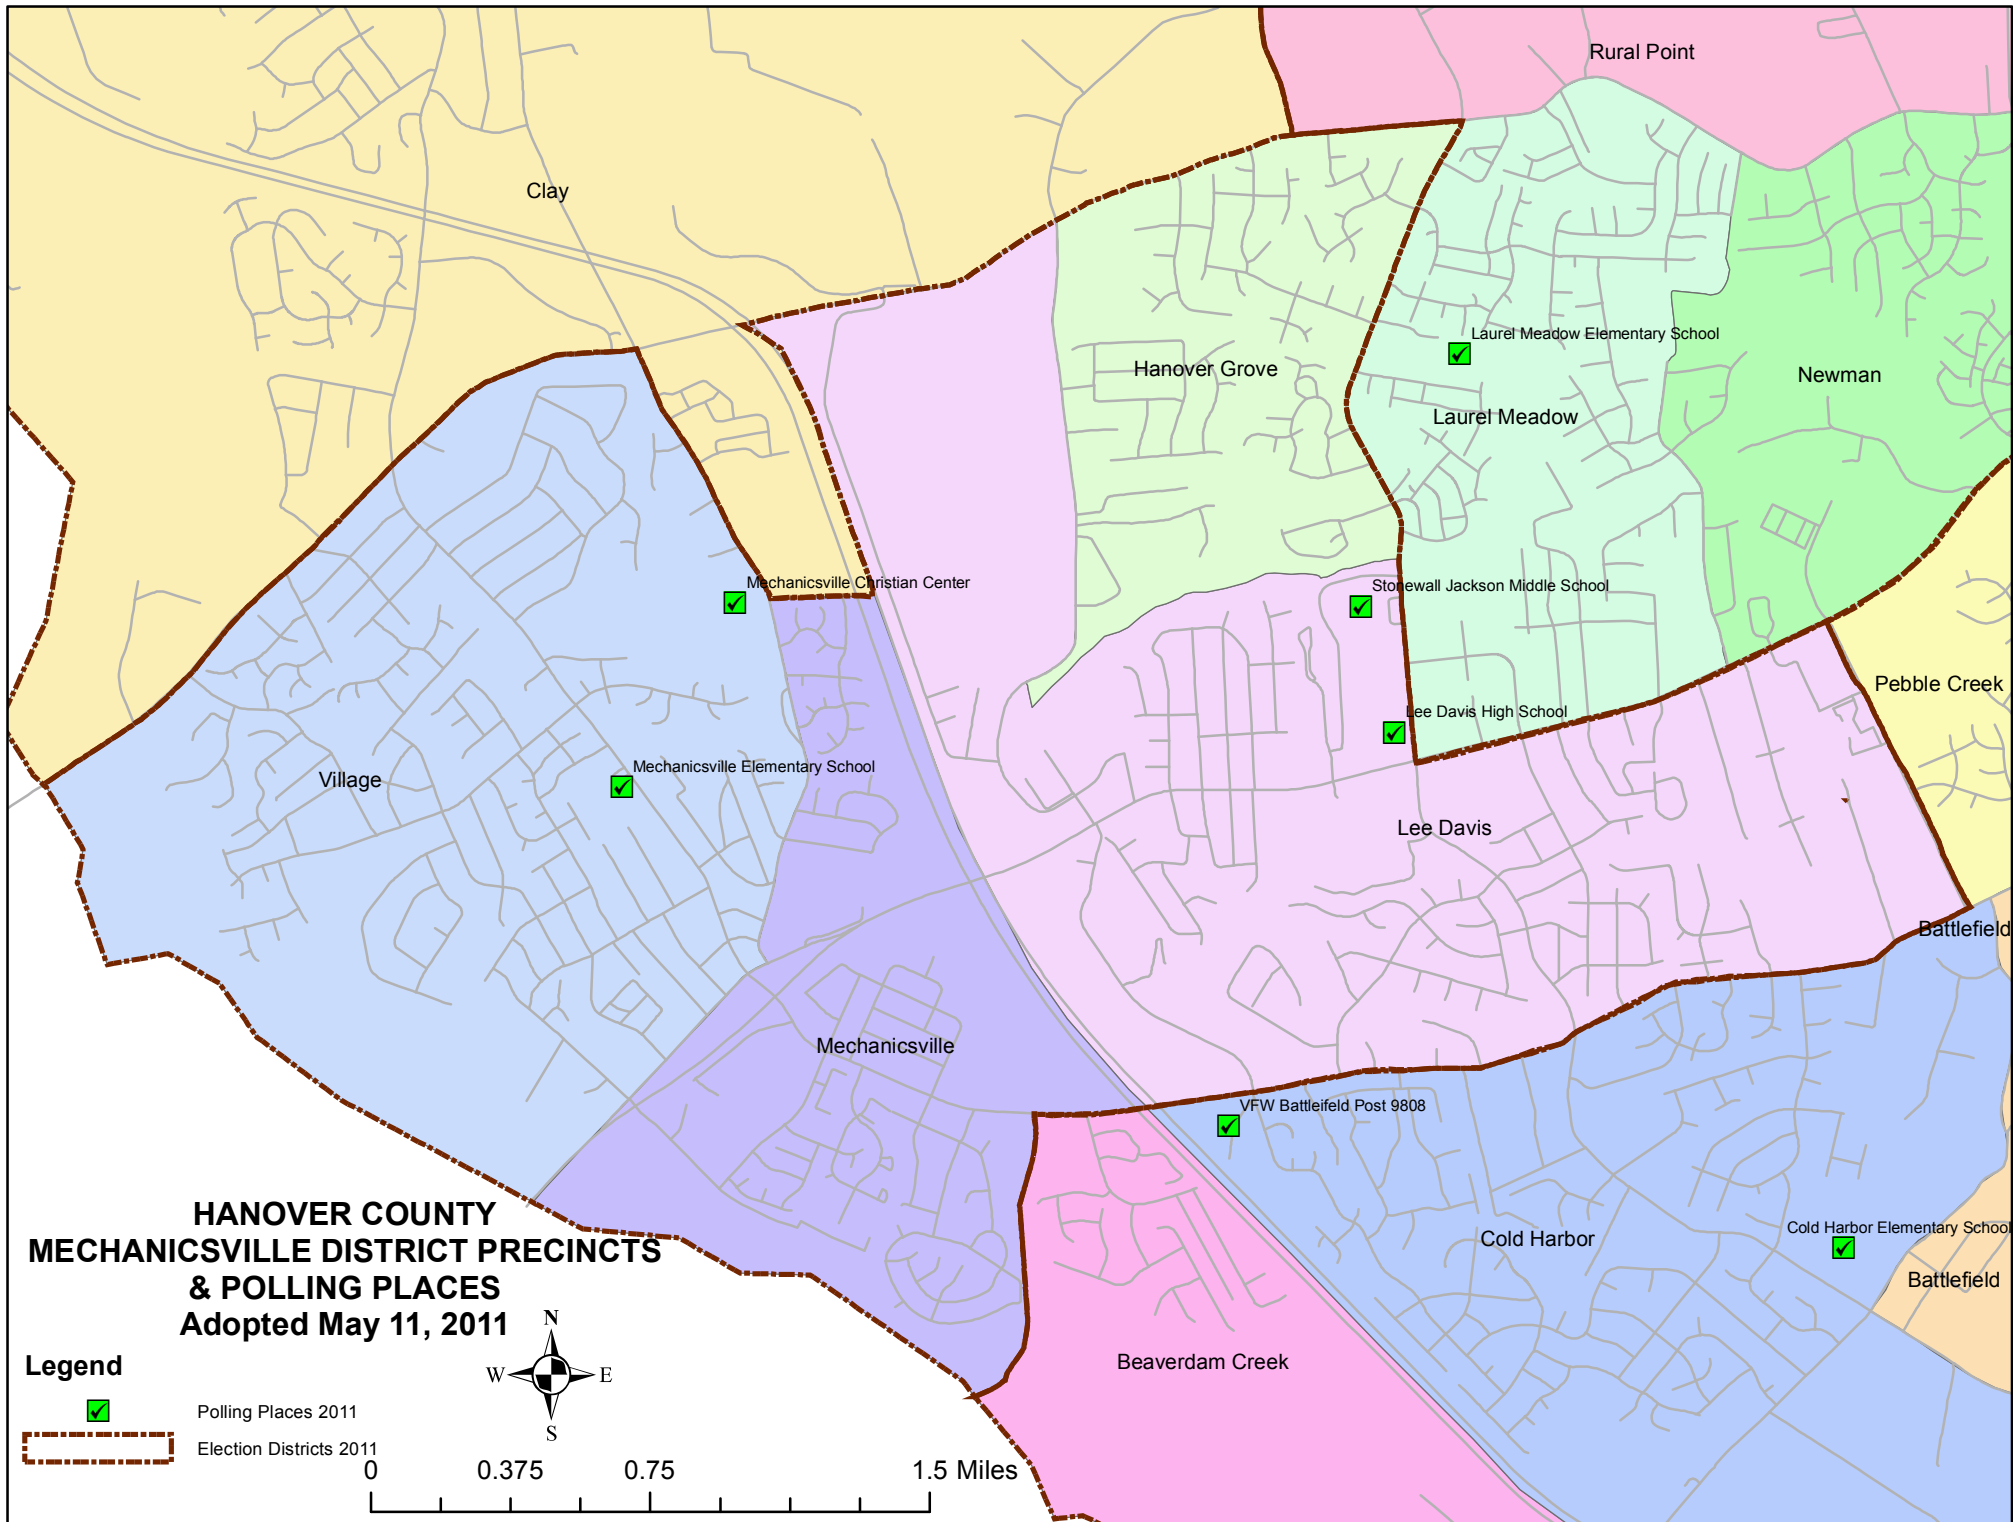 Rural Point
Clay
Laurel Meadow Elementary School
Hanover Grove
Newman
Laurel Meadow
Mechanicsville Christian Center
Stonewall Jackson Middle School
Pebble Creek
Lee Davis High School
Mechanicsville Elementary School
Village
Lee Davis
Battlefield
Mechanicsville
VFW Battleifeld Post 9808
HANOVER COUNTY
MECHANICSVILLE DISTRICT PRECINCTS
& POLLING PLACES
Adopted May 11, 2011
Cold Harbor Elementary School
Cold Harbor
Battlefield
Beaverdam Creek
N
W E
S
Legend
Polling Places 2011
Election Districts 2011
0 0.375 0.75 1.5 Miles